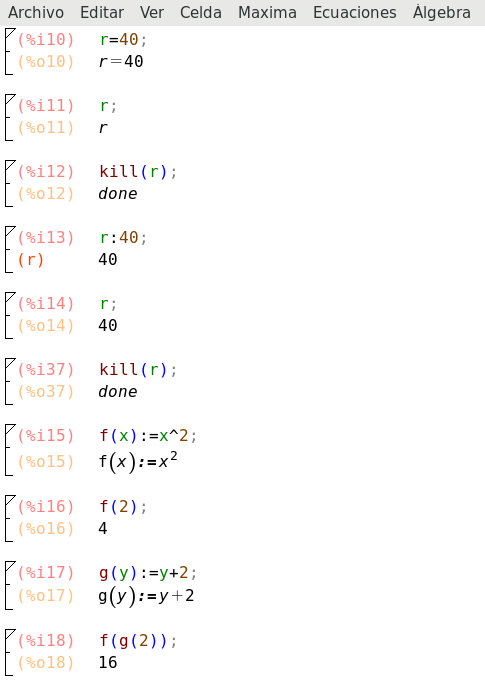 Archivo Editar Ver Celda Maxima Ecuaciones Álgebra
(%i10) r=40;
(%o10) r=40
(%i11) r;
(%o11) r
(%i12) kill(r);
(%o12) done
(%i13) r:40;
(r) 40
(%i14) r;
(%o14) 40
(%i37) kill(r);
(%o37) done
(%i15) f(x):=x^2;
(%o15) f(x):=x²
(%i16) f(2);
(%o16) 4
(%i17) g(y):=y+2;
(%o17) g(y):=y+2
(%i18) f(g(2));
(%o18) 16